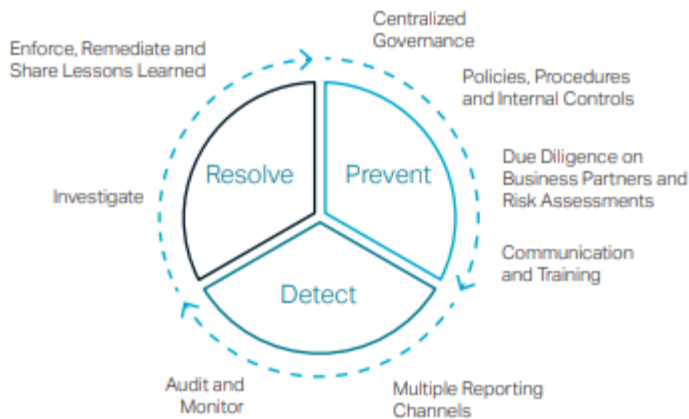 Centralized
Governance
Policies, Procedures
and Internal Controls
Due Diligence on
Business Partners and
Risk Assessments
Communication
and Training
Multiple Reporting
Channels
Audit and
Monitor
Investigate
Enforce, Remediate and
Share Lessons Learned
Resolve
Prevent
Detect